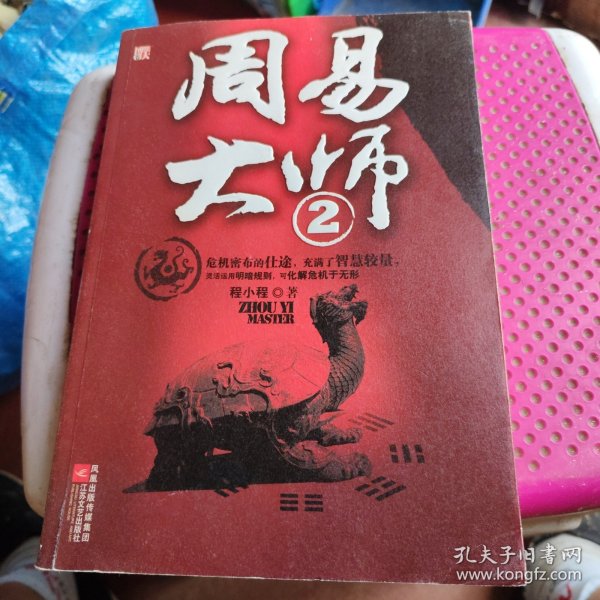 周易
大师
2
危机密布的仕途，充满了智慧较量，
灵活运用明暗规则，可化解危机于无形
程小程◎著
ZHOU YI
MASTER
凤凰出版传媒集团
江苏文艺出版社
孔夫子旧书网
www.kongfz.com